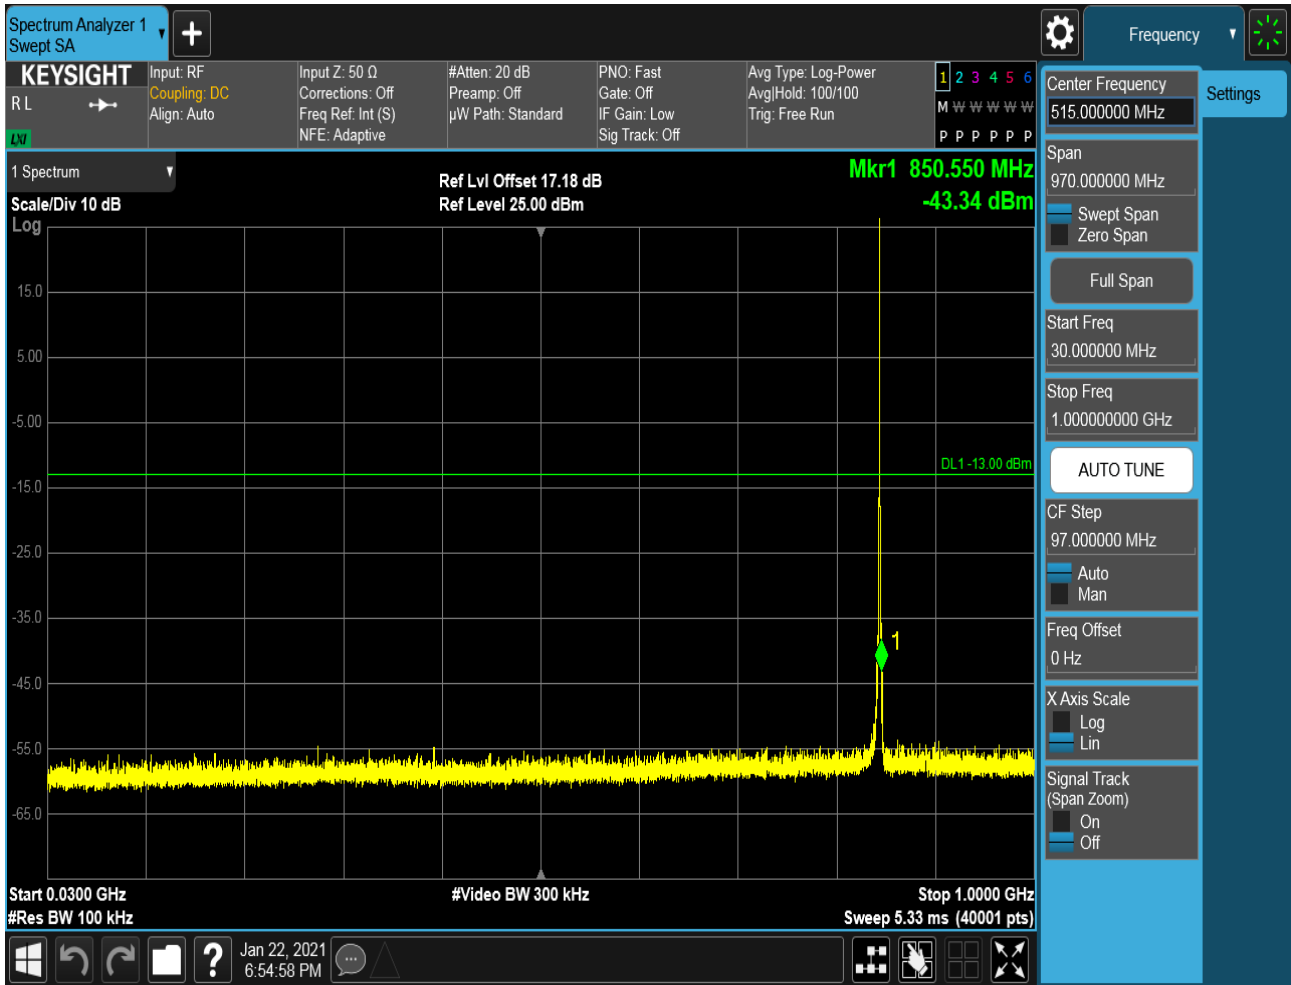 Spectrum Analyzer 1
Swept SA
Frequency
KEYSIGHT
R L
LXI
Input: RF
Coupling: DC
Align: Auto
Input Z: 50 Ω
Corrections: Off
Freq Ref: Int (S)
NFE: Adaptive
#Atten: 20 dB
Preamp: Off
µW Path: Standard
PNO: Fast
Gate: Off
IF Gain: Low
Sig Track: Off
Avg Type: Log-Power
Avg|Hold: 100/100
Trig: Free Run
1 2 3 4 5 6
M W W W W W
P P P P P P
Center Frequency
515.000000 MHz
Settings
Span
970.000000 MHz
Swept Span
Zero Span
Full Span
Start Freq
30.000000 MHz
Stop Freq
1.000000000 GHz
AUTO TUNE
CF Step
97.000000 MHz
Auto
Man
Freq Offset
0 Hz
X Axis Scale
Log
Lin
Signal Track
(Span Zoom)
On
Off
1 Spectrum
Scale/Div 10 dB
Log
Ref Lvl Offset 17.18 dB
Ref Level 25.00 dBm
Mkr1 850.550 MHz
-43.34 dBm
15.0
5.00
-5.00
DL1 -13.00 dBm
-15.0
-25.0
-35.0
1
-45.0
-55.0
-65.0
Start 0.0300 GHz
#Video BW 300 kHz
Stop 1.0000 GHz
#Res BW 100 kHz
Sweep 5.33 ms (40001 pts)
?
Jan 22, 2021
6:54:58 PM